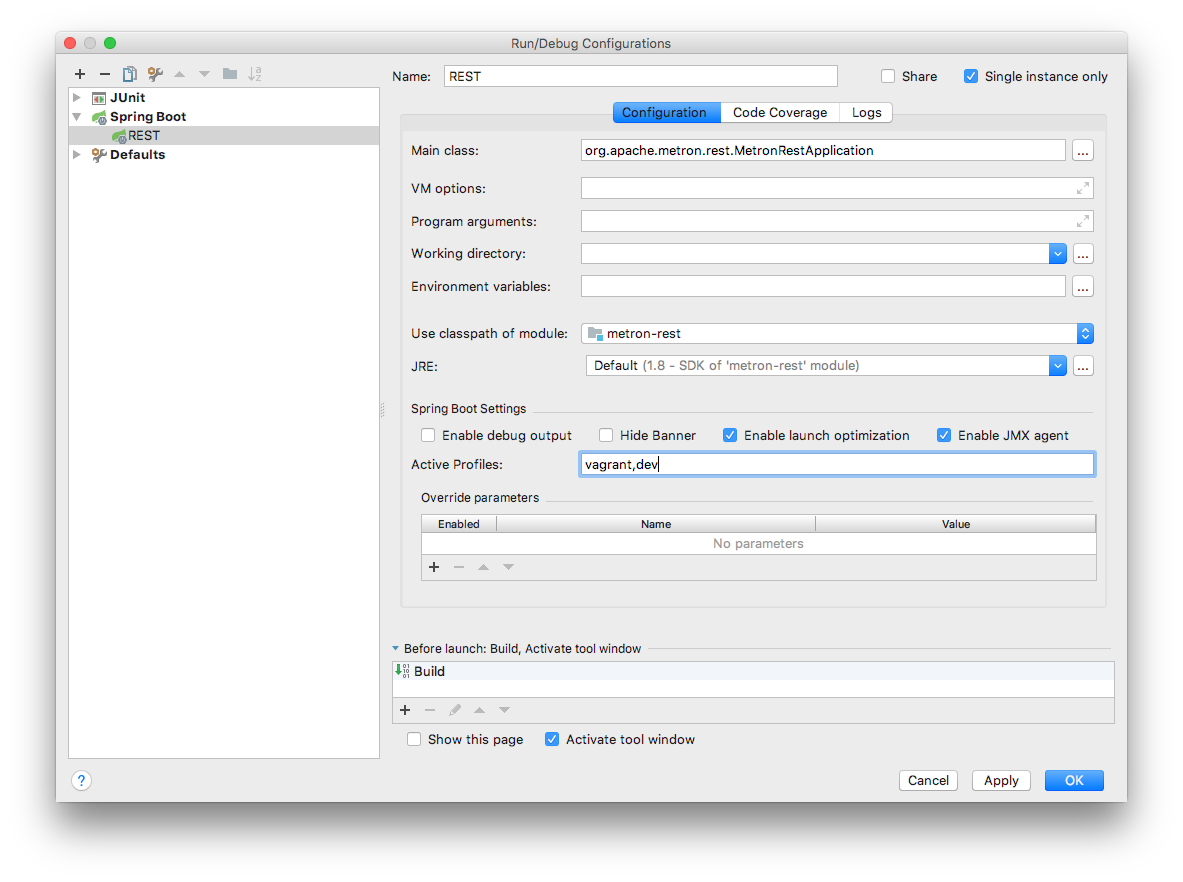 Run/Debug Configurations
JUnit
Spring Boot
REST
Defaults
Name: REST Share Single instance only
Configuration Code Coverage Logs
Main class: org.apache.metron.rest.MetronRestApplication ...
VM options:
Program arguments:
Working directory: ...
Environment variables: ...
Use classpath of module: metron-rest
JRE: Default (1.8 - SDK of 'metron-rest' module) ...
Spring Boot Settings
Enable debug output Hide Banner Enable launch optimization Enable JMX agent
Active Profiles: vagrant,dev
Override parameters
Enabled Name Value
No parameters
Before launch: Build, Activate tool window
Build
Show this page Activate tool window
? Cancel Apply OK